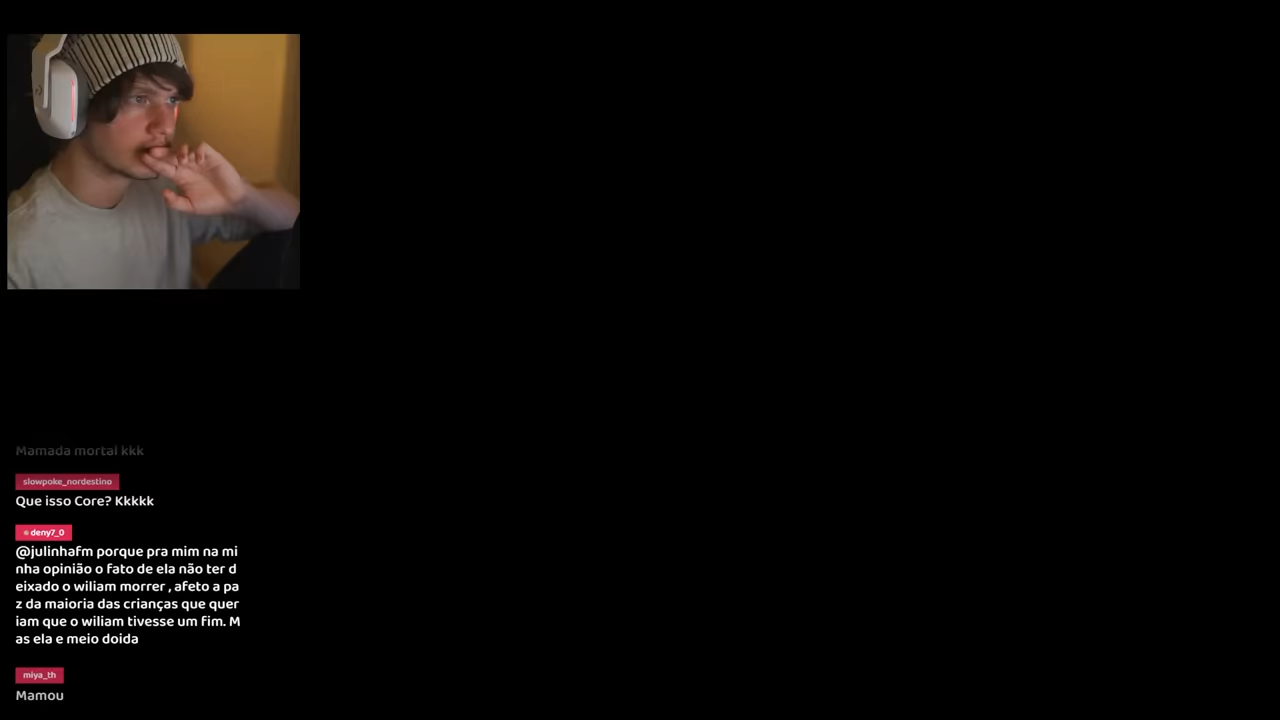 Mamada mortal kkk
slowpoke_nordestino
Que isso Core? Kkkkk
deny7_0
@julinhafm porque pra mim na mi
nha opinião o fato de ela não ter d
eixado o wiliam morrer , afeto a pa
z da maioria das crianças que quer
iam que o wiliam tivesse um fim. M
as ela e meio doida
miya_th
Mamou